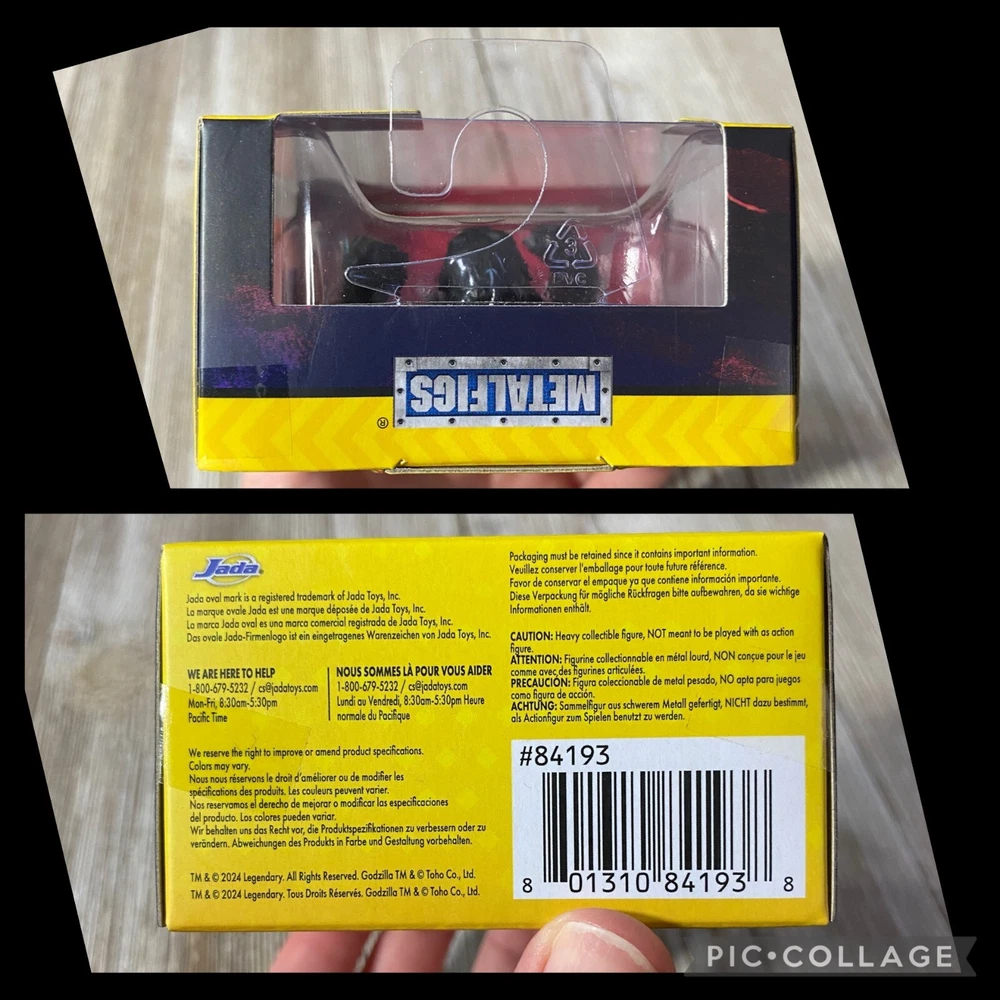 3
PVC
METALFIGS
®
Jada
Jada oval mark is a registered trademark of Jada Toys, Inc.
La marque ovale Jada est une marque déposée de Jada Toys, Inc.
La marca Jada oval es una marca comercial registrada de Jada Toys, Inc.
Das ovale Jada-Firmenlogo ist ein eingetragenes Warenzeichen von Jada Toys, Inc.
WE ARE HERE TO HELP
1-800-679-5232 / cs@jadatoys.com
Mon-Fri, 8:30am-5:30pm
Pacific Time
NOUS SOMMES LÀ POUR VOUS AIDER
1-800-679-5232 / cs@jadatoys.com
Lundi au Vendredi, 8:30am-5:30pm Heure
normale du Pacifique
We reserve the right to improve or amend product specifications.
Colors may vary.
Nous nous réservons le droit d'améliorer ou de modifier les
spécifications des produits. Les couleurs peuvent varier.
Nos reservamos el derecho de mejorar o modificar las especificaciones
del producto. Los colores pueden variar.
Wir behalten uns das Recht vor, die Produktspezifikationen zu verbessern oder zu
verändern. Abweichungen des Produkts in Farbe und Gestaltung vorbehalten.
TM & © 2024 Legendary. All Rights Reserved. Godzilla TM & © Toho Co., Ltd.
TM & © 2024 Legendary. Tous Droits Réservés. Godzilla TM & © Toho Co., Ltd.
Packaging must be retained since it contains important information.
Veuillez conserver l'emballage pour toute future référence.
Favor de conservar el empaque ya que contiene información importante.
Diese Verpackung für mögliche Rückfragen bitte aufbewahren, da sie wichtige
Informationen enthält.
CAUTION: Heavy collectible figure, NOT meant to be played with as action
figure.
ATTENTION: Figurine collectionnable en métal lourd, NON conçue pour le jeu
comme avec des figurines articulées.
PRECAUCIÓN: Figura coleccionable de metal pesado, NO apta para juegos
como figura de acción.
ACHTUNG: Sammelfigur aus schwerem Metall gefertigt, NICHT dazu bestimmt,
als Actionfigur zum Spielen benutzt zu werden.
#84193
8 01310 84193 8
PIC•COLLAGE